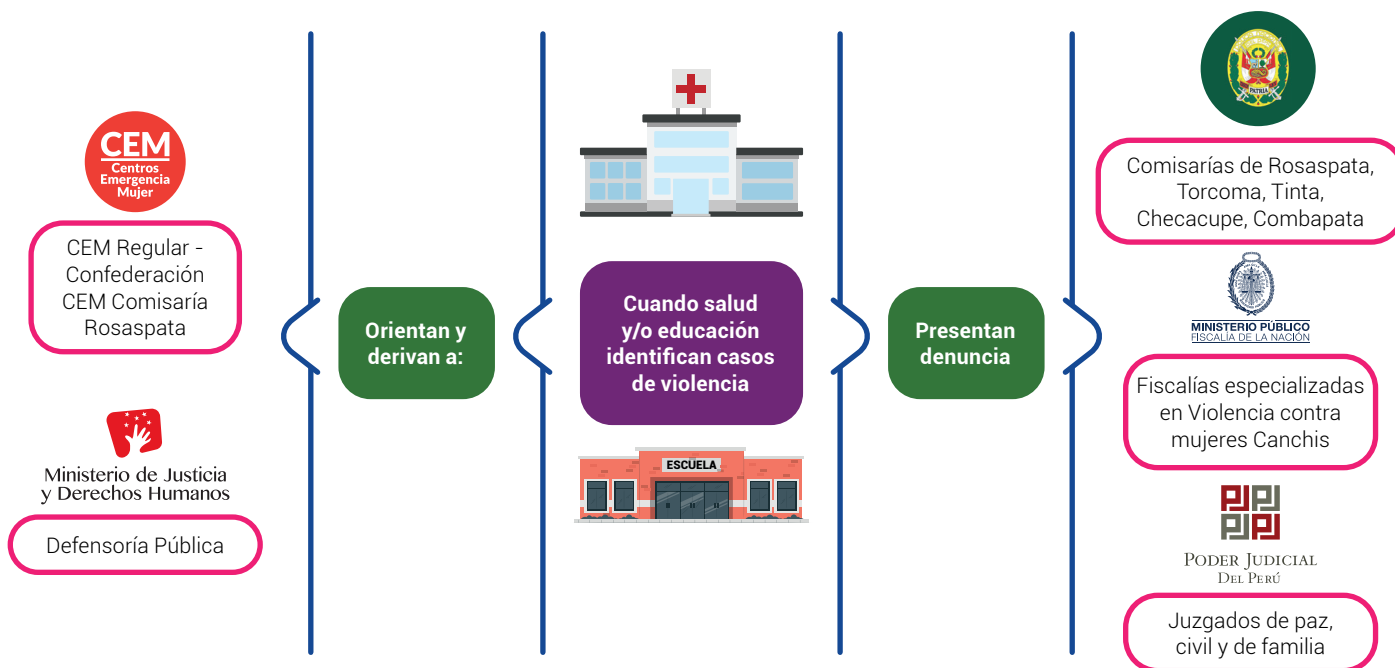 CEM
Centros
Emergencia
Mujer
CEM Regular -
Confederación
CEM Comisaría
Rosaspata
Ministerio de Justicia
y Derechos Humanos
Defensoría Pública
Orientan y
derivan a:
Cuando salud
y/o educación
identifican casos
de violencia
ESCUELA
Presentan
denuncia
PATRIA
Comisarías de Rosaspata,
Torcoma, Tinta,
Checacupe, Combapata
MINISTERIO PÚBLICO
FISCALÍA DE LA NACIÓN
Fiscalías especializadas
en Violencia contra
mujeres Canchis
PJPJ
PJPJ
PODER JUDICIAL
DEL PERÚ
Juzgados de paz,
civil y de familia